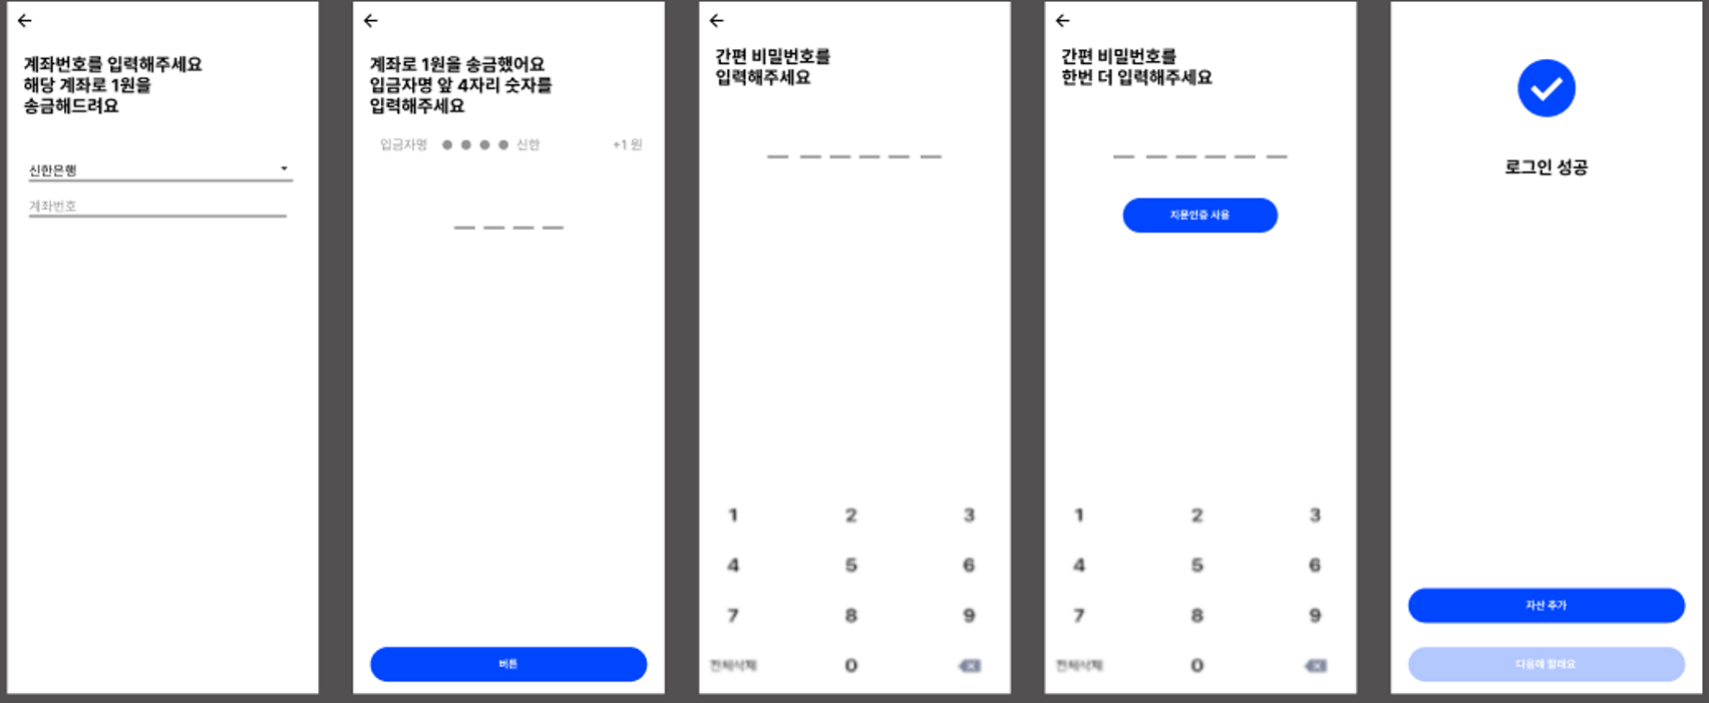 계좌번호를 입력해주세요
해당 계좌로 1원을
송금해드려요
신한은행
계좌번호
계좌로 1원을 송금했어요
입금자명 앞 4자리 숫자를
입력해주세요
입금자명 ●●●● 신한 +1 원
버튼
간편 비밀번호를
입력해주세요
1 2 3
4 5 6
7 8 9
전체삭제 0
간편 비밀번호를
한번 더 입력해주세요
지문인증 사용
1 2 3
4 5 6
7 8 9
전체삭제 0
로그인 성공
자산 추가
다음에 할래요